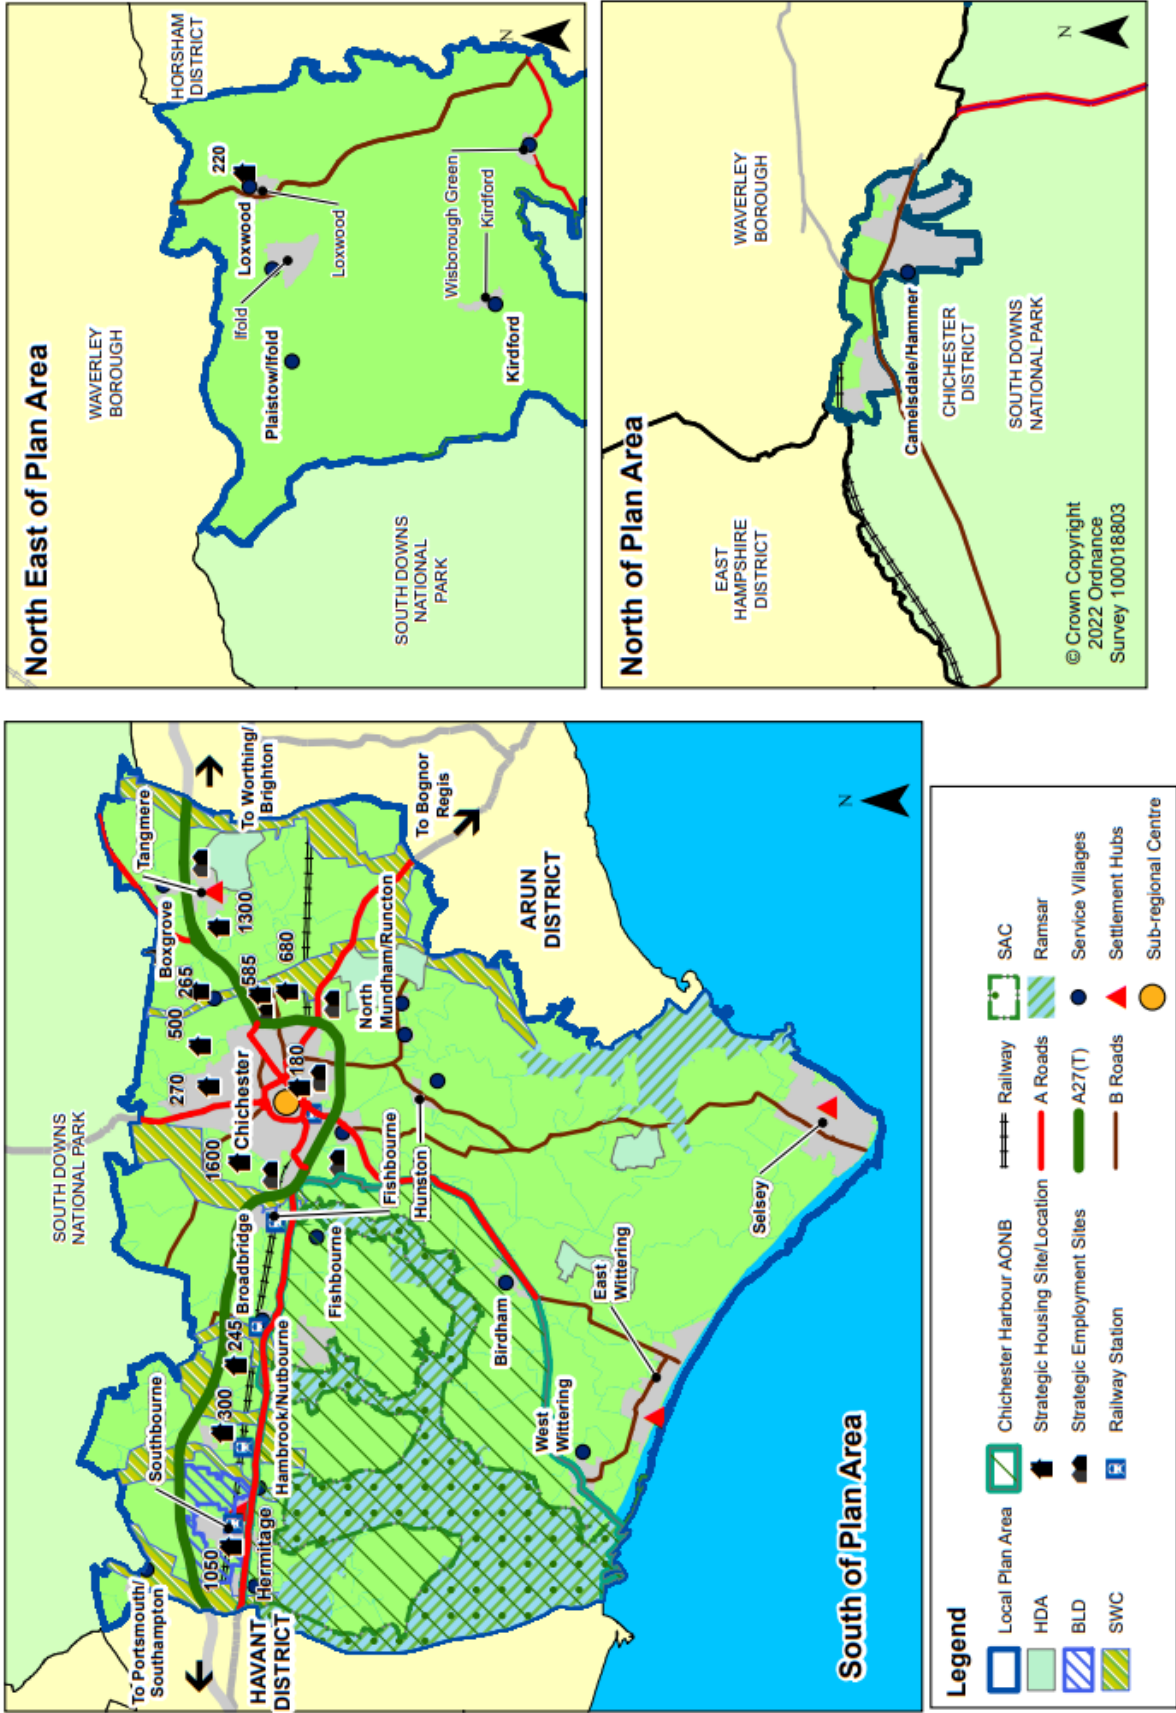 South of Plan Area
SOUTH DOWNS
NATIONAL PARK
To Portsmouth/
Southampton
HAVANT
DISTRICT
Southbourne
1050
Hermitage
300
Hambrook/Nutbourne
245
Broadbridge
Fishbourne
Fishbourne
1600
Chichester
270
500
265
Boxgrove
Tangmere
1300
585
680
180
To Worthing/
Brighton
To Bognor
Regis
North
Mundham/Runcton
Hunston
ARUN
DISTRICT
Birdham
West
Wittering
East
Wittering
Selsey
N
North East of Plan Area
WAVERLEY
BOROUGH
HORSHAM
DISTRICT
220
Loxwood
Loxwood
Ifold
Plaistow/Ifold
Wisborough Green
Kirdford
Kirdford
SOUTH DOWNS
NATIONAL
PARK
N
North of Plan Area
EAST
HAMPSHIRE
DISTRICT
WAVERLEY
BOROUGH
Camelsdale/Hammer
CHICHESTER
DISTRICT
SOUTH DOWNS
NATIONAL PARK
N
© Crown Copyright
2022 Ordnance
Survey 100018803
Legend
Local Plan Area
HDA
BLD
SWC
Chichester Harbour AONB
Strategic Housing Site/Location
Strategic Employment Sites
Railway Station
Railway
A Roads
A27(T)
B Roads
SAC
Ramsar
Service Villages
Settlement Hubs
Sub-regional Centre